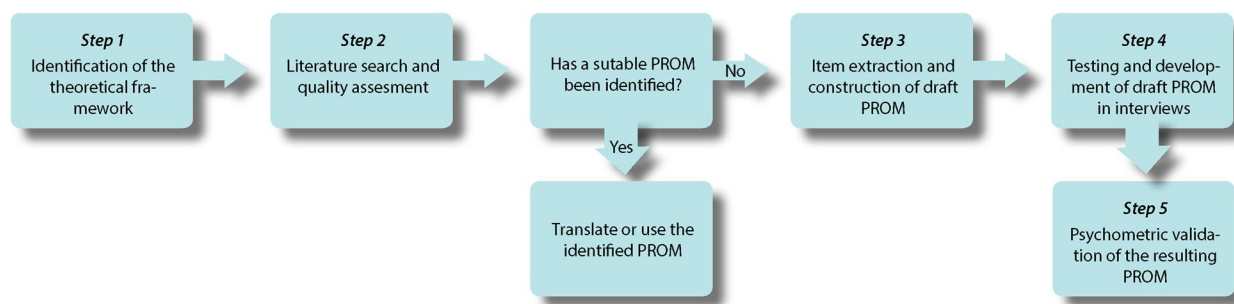 Step 1
Identification of the
theoretical fra-
mework
Step 2
Literature search and
quality assesment
Has a sutable PROM
been identified?
No
Yes
Translate or use the
identified PROM
Step 3
Item extraction and
construction of draft
PROM
Step 4
Testing and develop-
ment of draft PROM
in interviews
Step 5
Psychometric valida-
tion of the resulting
PROM